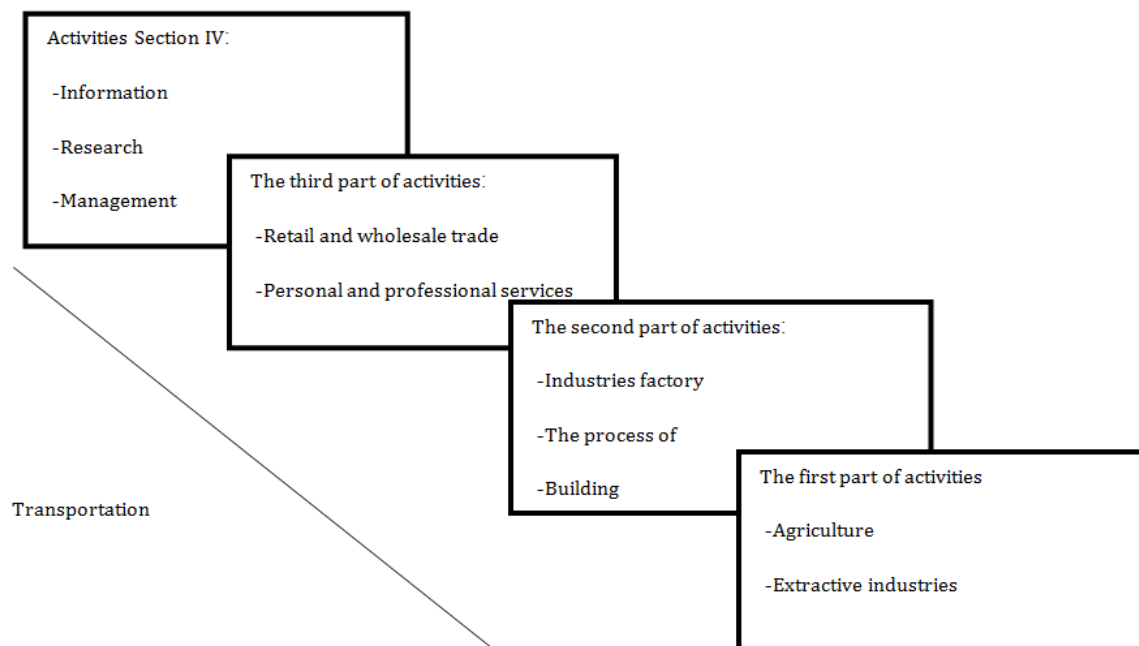 Activities Section IV:
-Information
-Research
-Management
The third part of activities:
-Retail and wholesale trade
-Personal and professional services
The second part of activities:
-Industries factory
-The process of
-Building
The first part of activities
-Agriculture
-Extractive industries
Transportation